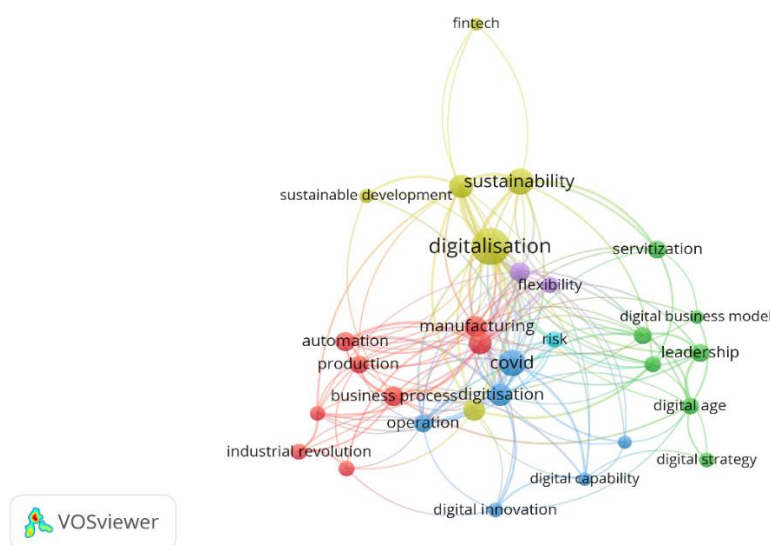 fintech
sustainability
sustainable development
digitalisation
servitization
flexibility
digital business model
manufacturing
automation
risk
leadership
production
covid
business process
digitisation
digital age
operation
industrial revolution
digital strategy
digital capability
digital innovation
VOSviewer